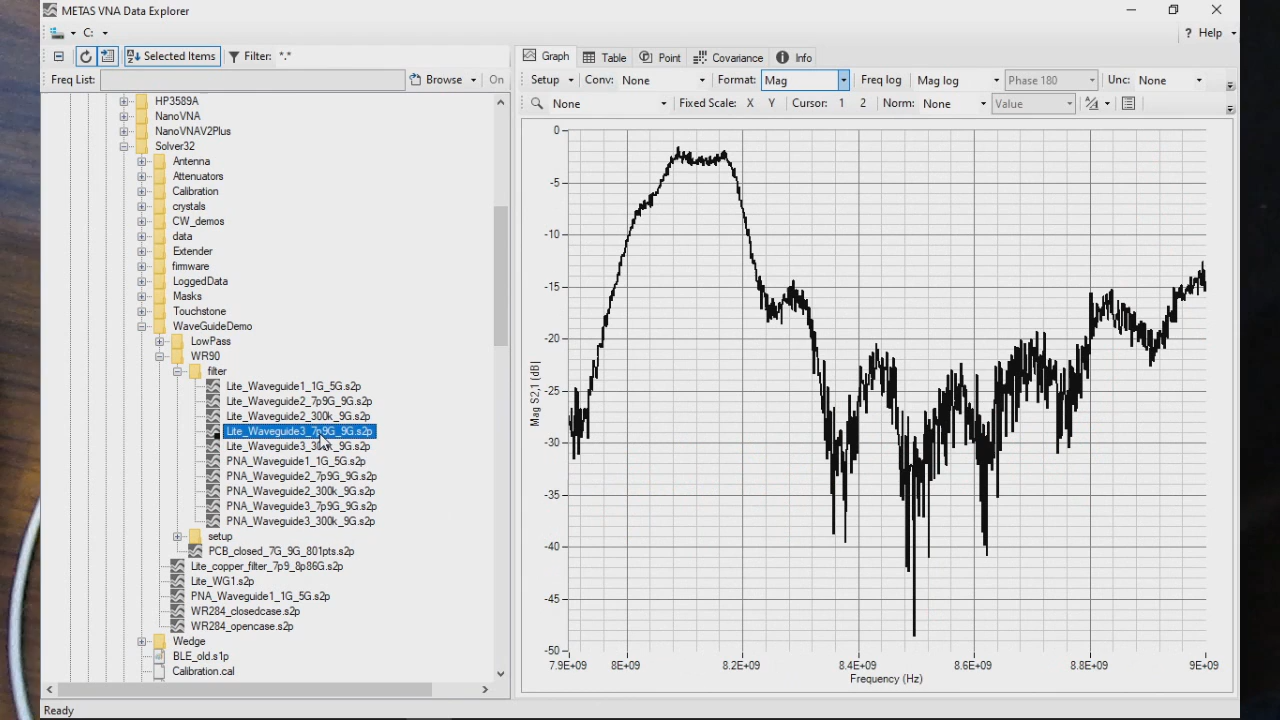 METAS VNA Data Explorer
C:
Help
Selected Items Filter: *.*
Freq List: Browse On
HP3589A
NanoVNA
NanoVNAV2Plus
Solver32
Antenna
Attenuators
Calibration
crystals
CW_demos
data
Extender
firmware
LoggedData
Masks
Touchstone
WaveGuideDemo
LowPass
WR90
filter
Lite_Waveguide1_1G_5G.s2p
Lite_Waveguide2_7p9G_9G.s2p
Lite_Waveguide2_300k_9G.s2p
Lite_Waveguide3_7p9G_9G.s2p
Lite_Waveguide3_300k_9G.s2p
PNA_Waveguide1_1G_5G.s2p
PNA_Waveguide2_7p9G_9G.s2p
PNA_Waveguide2_300k_9G.s2p
PNA_Waveguide3_7p9G_9G.s2p
PNA_Waveguide3_300k_9G.s2p
setup
PCB_closed_7G_9G_801pts.s2p
Lite_copper_filter_7p9_8p86G.s2p
Lite_WG1.s2p
PNA_Waveguide1_1G_5G.s2p
WR284_closedcase.s2p
WR284_opencase.s2p
Wedge
BLE_old.s1p
Calibration.cal
Ready
Graph Table Point Covariance Info
Setup Conv: None Format: Mag Freq log Mag log Phase 180 Unc: None
None Fixed Scale: X Y Cursor: 1 2 Norm: None Value
0
-5
-10
-15
-20
-25
-30
-35
-40
-45
-50
Mag S2,1 (dB)
7.9E+09 8E+09 8.2E+09 8.4E+09 8.6E+09 8.8E+09 9E+09
Frequency (Hz)